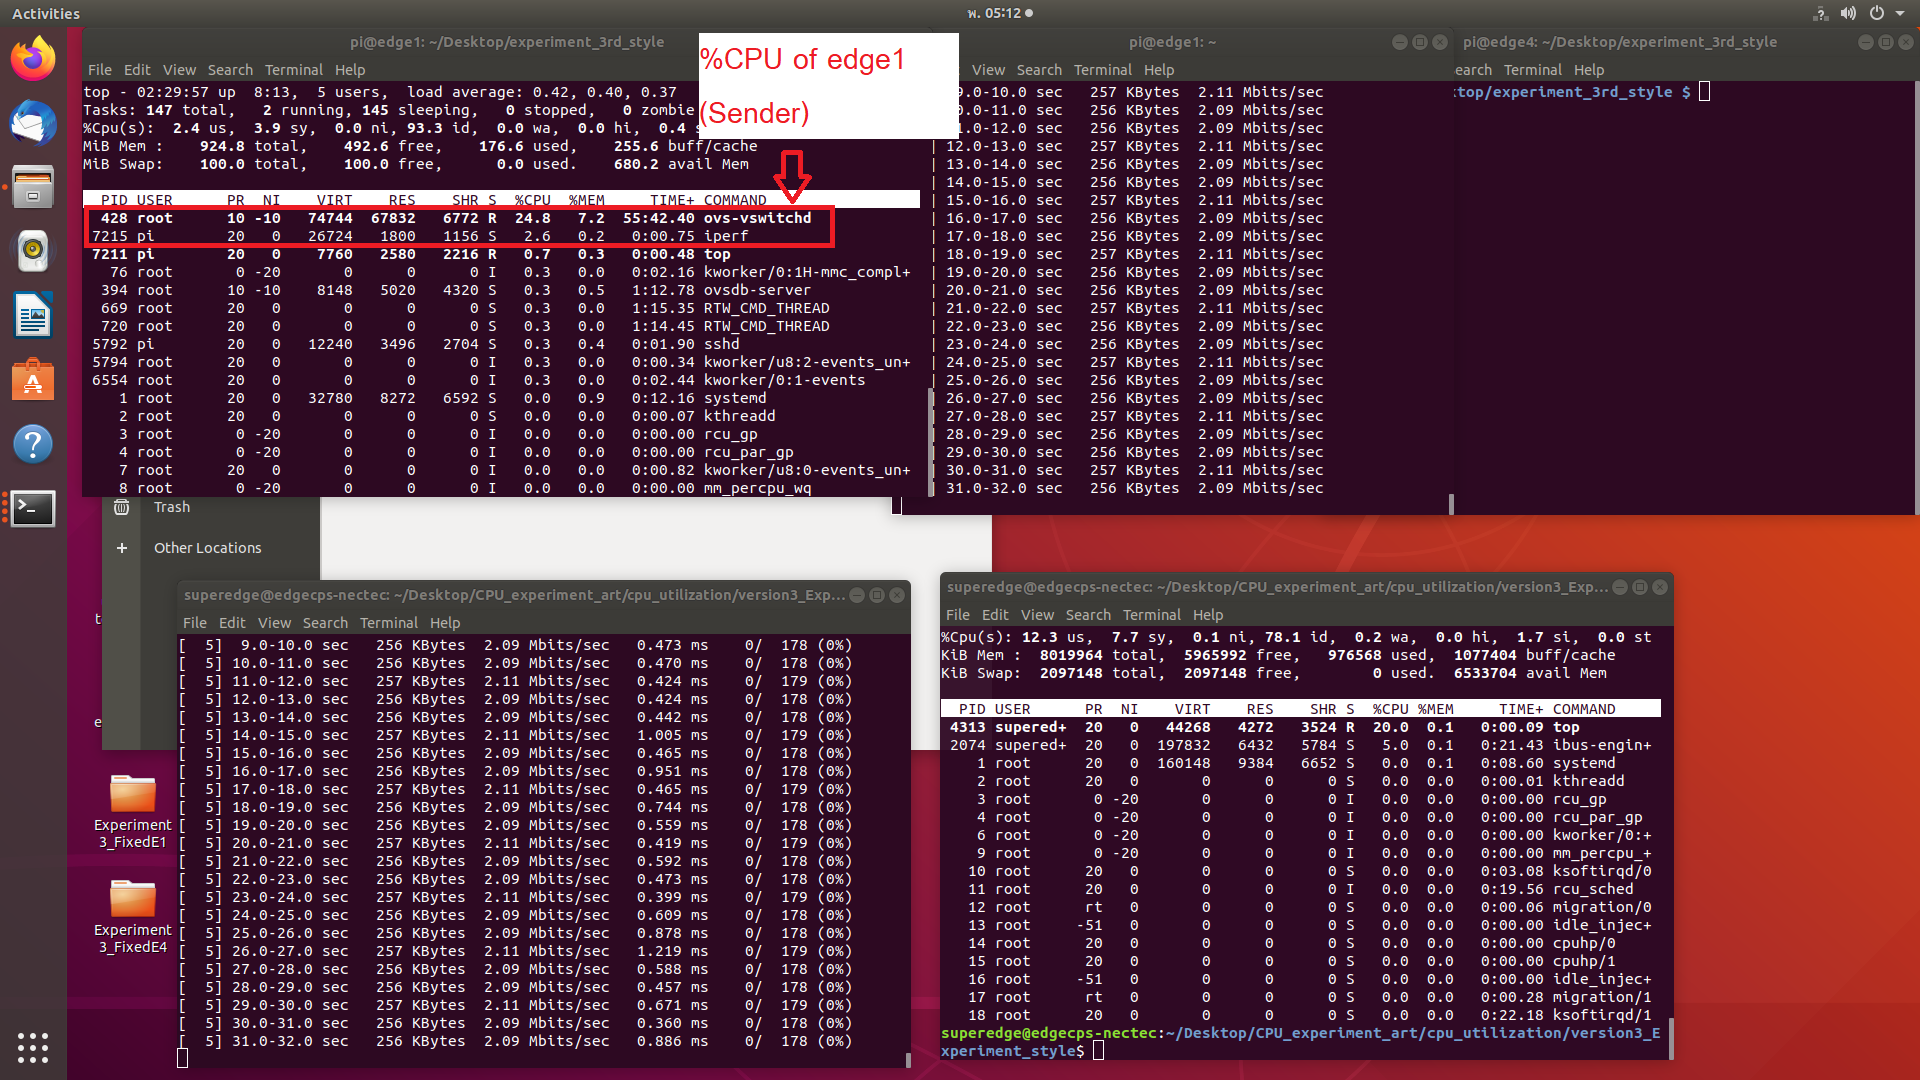 Activities
พ. 05:12
pi@edge1: ~/Desktop/experiment_3rd_style
File Edit View Search Terminal Help
top - 02:29:57 up  8:13,  5 users,  load average: 0.42, 0.40, 0.37
Tasks: 147 total,   2 running, 145 sleeping,   0 stopped,   0 zombie
%Cpu(s):  2.4 us,  3.9 sy,  0.0 ni, 93.3 id,  0.0 wa,  0.0 hi,  0.4 s
MiB Mem :    924.8 total,    492.6 free,    176.6 used,    255.6 buff/cache
MiB Swap:    100.0 total,    100.0 free,      0.0 used.    680.2 avail Mem
PID USER      PR  NI    VIRT    RES    SHR S  %CPU  %MEM     TIME+ COMMAND
428 root      10 -10   74744  67832   6772 R  24.8   7.2  55:42.40 ovs-vswitchd
7215 pi        20   0   26724   1800   1156 S   2.6   0.2   0:00.75 iperf
7211 pi        20   0    7760   2580   2216 R   0.7   0.3   0:00.48 top
76 root       0 -20       0      0      0 I   0.3   0.0   0:02.16 kworker/0:1H-mmc_compl+
394 root      10 -10    8148   5020   4320 S   0.3   0.5   1:12.78 ovsdb-server
669 root      20   0       0      0      0 S   0.3   0.0   1:15.35 RTW_CMD_THREAD
720 root      20   0       0      0      0 S   0.3   0.0   1:14.45 RTW_CMD_THREAD
5792 pi        20   0   12240   3496   2704 S   0.3   0.4   0:01.90 sshd
5794 root      20   0       0      0      0 I   0.3   0.0   0:00.34 kworker/u8:2-events_un+
6554 root      20   0       0      0      0 I   0.3   0.0   0:02.44 kworker/0:1-events
1 root      20   0   32780   8272   6592 S   0.0   0.9   0:12.16 systemd
2 root      20   0       0      0      0 S   0.0   0.0   0:00.07 kthreadd
3 root       0 -20       0      0      0 I   0.0   0.0   0:00.00 rcu_gp
4 root       0 -20       0      0      0 I   0.0   0.0   0:00.00 rcu_par_gp
7 root      20   0       0      0      0 I   0.0   0.0   0:00.82 kworker/u8:0-events_un+
8 root       0 -20       0      0      0 I   0.0   0.0   0:00.00 mm_percpu_wq
%CPU of edge1
(Sender)
pi@edge1: ~
View Search Terminal Help
9.0-10.0 sec   257 KBytes  2.11 Mbits/sec
0.0-11.0 sec   256 KBytes  2.09 Mbits/sec
1.0-12.0 sec   256 KBytes  2.09 Mbits/sec
12.0-13.0 sec   257 KBytes  2.11 Mbits/sec
13.0-14.0 sec   256 KBytes  2.09 Mbits/sec
14.0-15.0 sec   256 KBytes  2.09 Mbits/sec
15.0-16.0 sec   257 KBytes  2.11 Mbits/sec
16.0-17.0 sec   256 KBytes  2.09 Mbits/sec
17.0-18.0 sec   256 KBytes  2.09 Mbits/sec
18.0-19.0 sec   257 KBytes  2.11 Mbits/sec
19.0-20.0 sec   256 KBytes  2.09 Mbits/sec
20.0-21.0 sec   256 KBytes  2.09 Mbits/sec
21.0-22.0 sec   257 KBytes  2.11 Mbits/sec
22.0-23.0 sec   256 KBytes  2.09 Mbits/sec
23.0-24.0 sec   256 KBytes  2.09 Mbits/sec
24.0-25.0 sec   257 KBytes  2.11 Mbits/sec
25.0-26.0 sec   256 KBytes  2.09 Mbits/sec
26.0-27.0 sec   256 KBytes  2.09 Mbits/sec
27.0-28.0 sec   257 KBytes  2.11 Mbits/sec
28.0-29.0 sec   256 KBytes  2.09 Mbits/sec
29.0-30.0 sec   256 KBytes  2.09 Mbits/sec
30.0-31.0 sec   257 KBytes  2.11 Mbits/sec
31.0-32.0 sec   256 KBytes  2.09 Mbits/sec
pi@edge4: ~/Desktop/experiment_3rd_style
earch Terminal Help
top/experiment_3rd_style $
Trash
Other Locations
superedge@edgecps-nectec: ~/Desktop/CPU_experiment_art/cpu_utilization/version3_Exp...
File Edit View Search Terminal Help
[  5]  9.0-10.0 sec   256 KBytes  2.09 Mbits/sec   0.473 ms    0/  178 (0%)
[  5] 10.0-11.0 sec   256 KBytes  2.09 Mbits/sec   0.470 ms    0/  178 (0%)
[  5] 11.0-12.0 sec   257 KBytes  2.11 Mbits/sec   0.424 ms    0/  179 (0%)
[  5] 12.0-13.0 sec   256 KBytes  2.09 Mbits/sec   0.424 ms    0/  178 (0%)
[  5] 13.0-14.0 sec   256 KBytes  2.09 Mbits/sec   0.442 ms    0/  178 (0%)
[  5] 14.0-15.0 sec   257 KBytes  2.11 Mbits/sec   1.005 ms    0/  179 (0%)
[  5] 15.0-16.0 sec   256 KBytes  2.09 Mbits/sec   0.465 ms    0/  178 (0%)
[  5] 16.0-17.0 sec   256 KBytes  2.09 Mbits/sec   0.951 ms    0/  178 (0%)
[  5] 17.0-18.0 sec   257 KBytes  2.11 Mbits/sec   0.465 ms    0/  179 (0%)
[  5] 18.0-19.0 sec   256 KBytes  2.09 Mbits/sec   0.744 ms    0/  178 (0%)
[  5] 19.0-20.0 sec   256 KBytes  2.09 Mbits/sec   0.559 ms    0/  178 (0%)
[  5] 20.0-21.0 sec   257 KBytes  2.11 Mbits/sec   0.419 ms    0/  179 (0%)
[  5] 21.0-22.0 sec   256 KBytes  2.09 Mbits/sec   0.592 ms    0/  178 (0%)
[  5] 22.0-23.0 sec   256 KBytes  2.09 Mbits/sec   0.473 ms    0/  178 (0%)
[  5] 23.0-24.0 sec   257 KBytes  2.11 Mbits/sec   0.399 ms    0/  179 (0%)
[  5] 24.0-25.0 sec   256 KBytes  2.09 Mbits/sec   0.609 ms    0/  178 (0%)
[  5] 25.0-26.0 sec   256 KBytes  2.09 Mbits/sec   0.878 ms    0/  178 (0%)
[  5] 26.0-27.0 sec   257 KBytes  2.11 Mbits/sec   1.219 ms    0/  179 (0%)
[  5] 27.0-28.0 sec   256 KBytes  2.09 Mbits/sec   0.588 ms    0/  178 (0%)
[  5] 28.0-29.0 sec   256 KBytes  2.09 Mbits/sec   0.457 ms    0/  178 (0%)
[  5] 29.0-30.0 sec   257 KBytes  2.11 Mbits/sec   0.671 ms    0/  179 (0%)
[  5] 30.0-31.0 sec   256 KBytes  2.09 Mbits/sec   0.360 ms    0/  178 (0%)
[  5] 31.0-32.0 sec   256 KBytes  2.09 Mbits/sec   0.886 ms    0/  178 (0%)
Experiment
3_FixedE1
Experiment
3_FixedE4
superedge@edgecps-nectec: ~/Desktop/CPU_experiment_art/cpu_utilization/version3_Exp...
File Edit View Search Terminal Help
%Cpu(s): 12.3 us,  7.7 sy,  0.1 ni, 78.1 id,  0.2 wa,  0.0 hi,  1.7 si,  0.0 st
KiB Mem :  8019964 total,  5965992 free,   976568 used,  1077404 buff/cache
KiB Swap:  2097148 total,  2097148 free,        0 used.  6533704 avail Mem
PID USER      PR  NI    VIRT    RES    SHR S  %CPU %MEM     TIME+ COMMAND
4313 supered+  20   0   44268   4272   3524 R  20.0  0.1   0:00.09 top
2074 supered+  20   0  197832   6432   5784 S   5.0  0.1   0:21.43 ibus-engin+
1 root      20   0  160148   9384   6652 S   0.0  0.1   0:08.60 systemd
2 root      20   0       0      0      0 S   0.0  0.0   0:00.01 kthreadd
3 root       0 -20       0      0      0 I   0.0  0.0   0:00.00 rcu_gp
4 root       0 -20       0      0      0 I   0.0  0.0   0:00.00 rcu_par_gp
6 root       0 -20       0      0      0 I   0.0  0.0   0:00.00 kworker/0:+
9 root       0 -20       0      0      0 I   0.0  0.0   0:00.00 mm_percpu_+
10 root      20   0       0      0      0 S   0.0  0.0   0:03.08 ksoftirqd/0
11 root      20   0       0      0      0 I   0.0  0.0   0:19.56 rcu_sched
12 root      rt   0       0      0      0 S   0.0  0.0   0:00.06 migration/0
13 root     -51   0       0      0      0 S   0.0  0.0   0:00.00 idle_injec+
14 root      20   0       0      0      0 S   0.0  0.0   0:00.00 cpuhp/0
15 root      20   0       0      0      0 S   0.0  0.0   0:00.00 cpuhp/1
16 root     -51   0       0      0      0 S   0.0  0.0   0:00.00 idle_injec+
17 root      rt   0       0      0      0 S   0.0  0.0   0:00.28 migration/1
18 root      20   0       0      0      0 S   0.0  0.0   0:22.18 ksoftirqd/1
superedge@edgecps-nectec:~/Desktop/CPU_experiment_art/cpu_utilization/version3_E
xperiment_style$